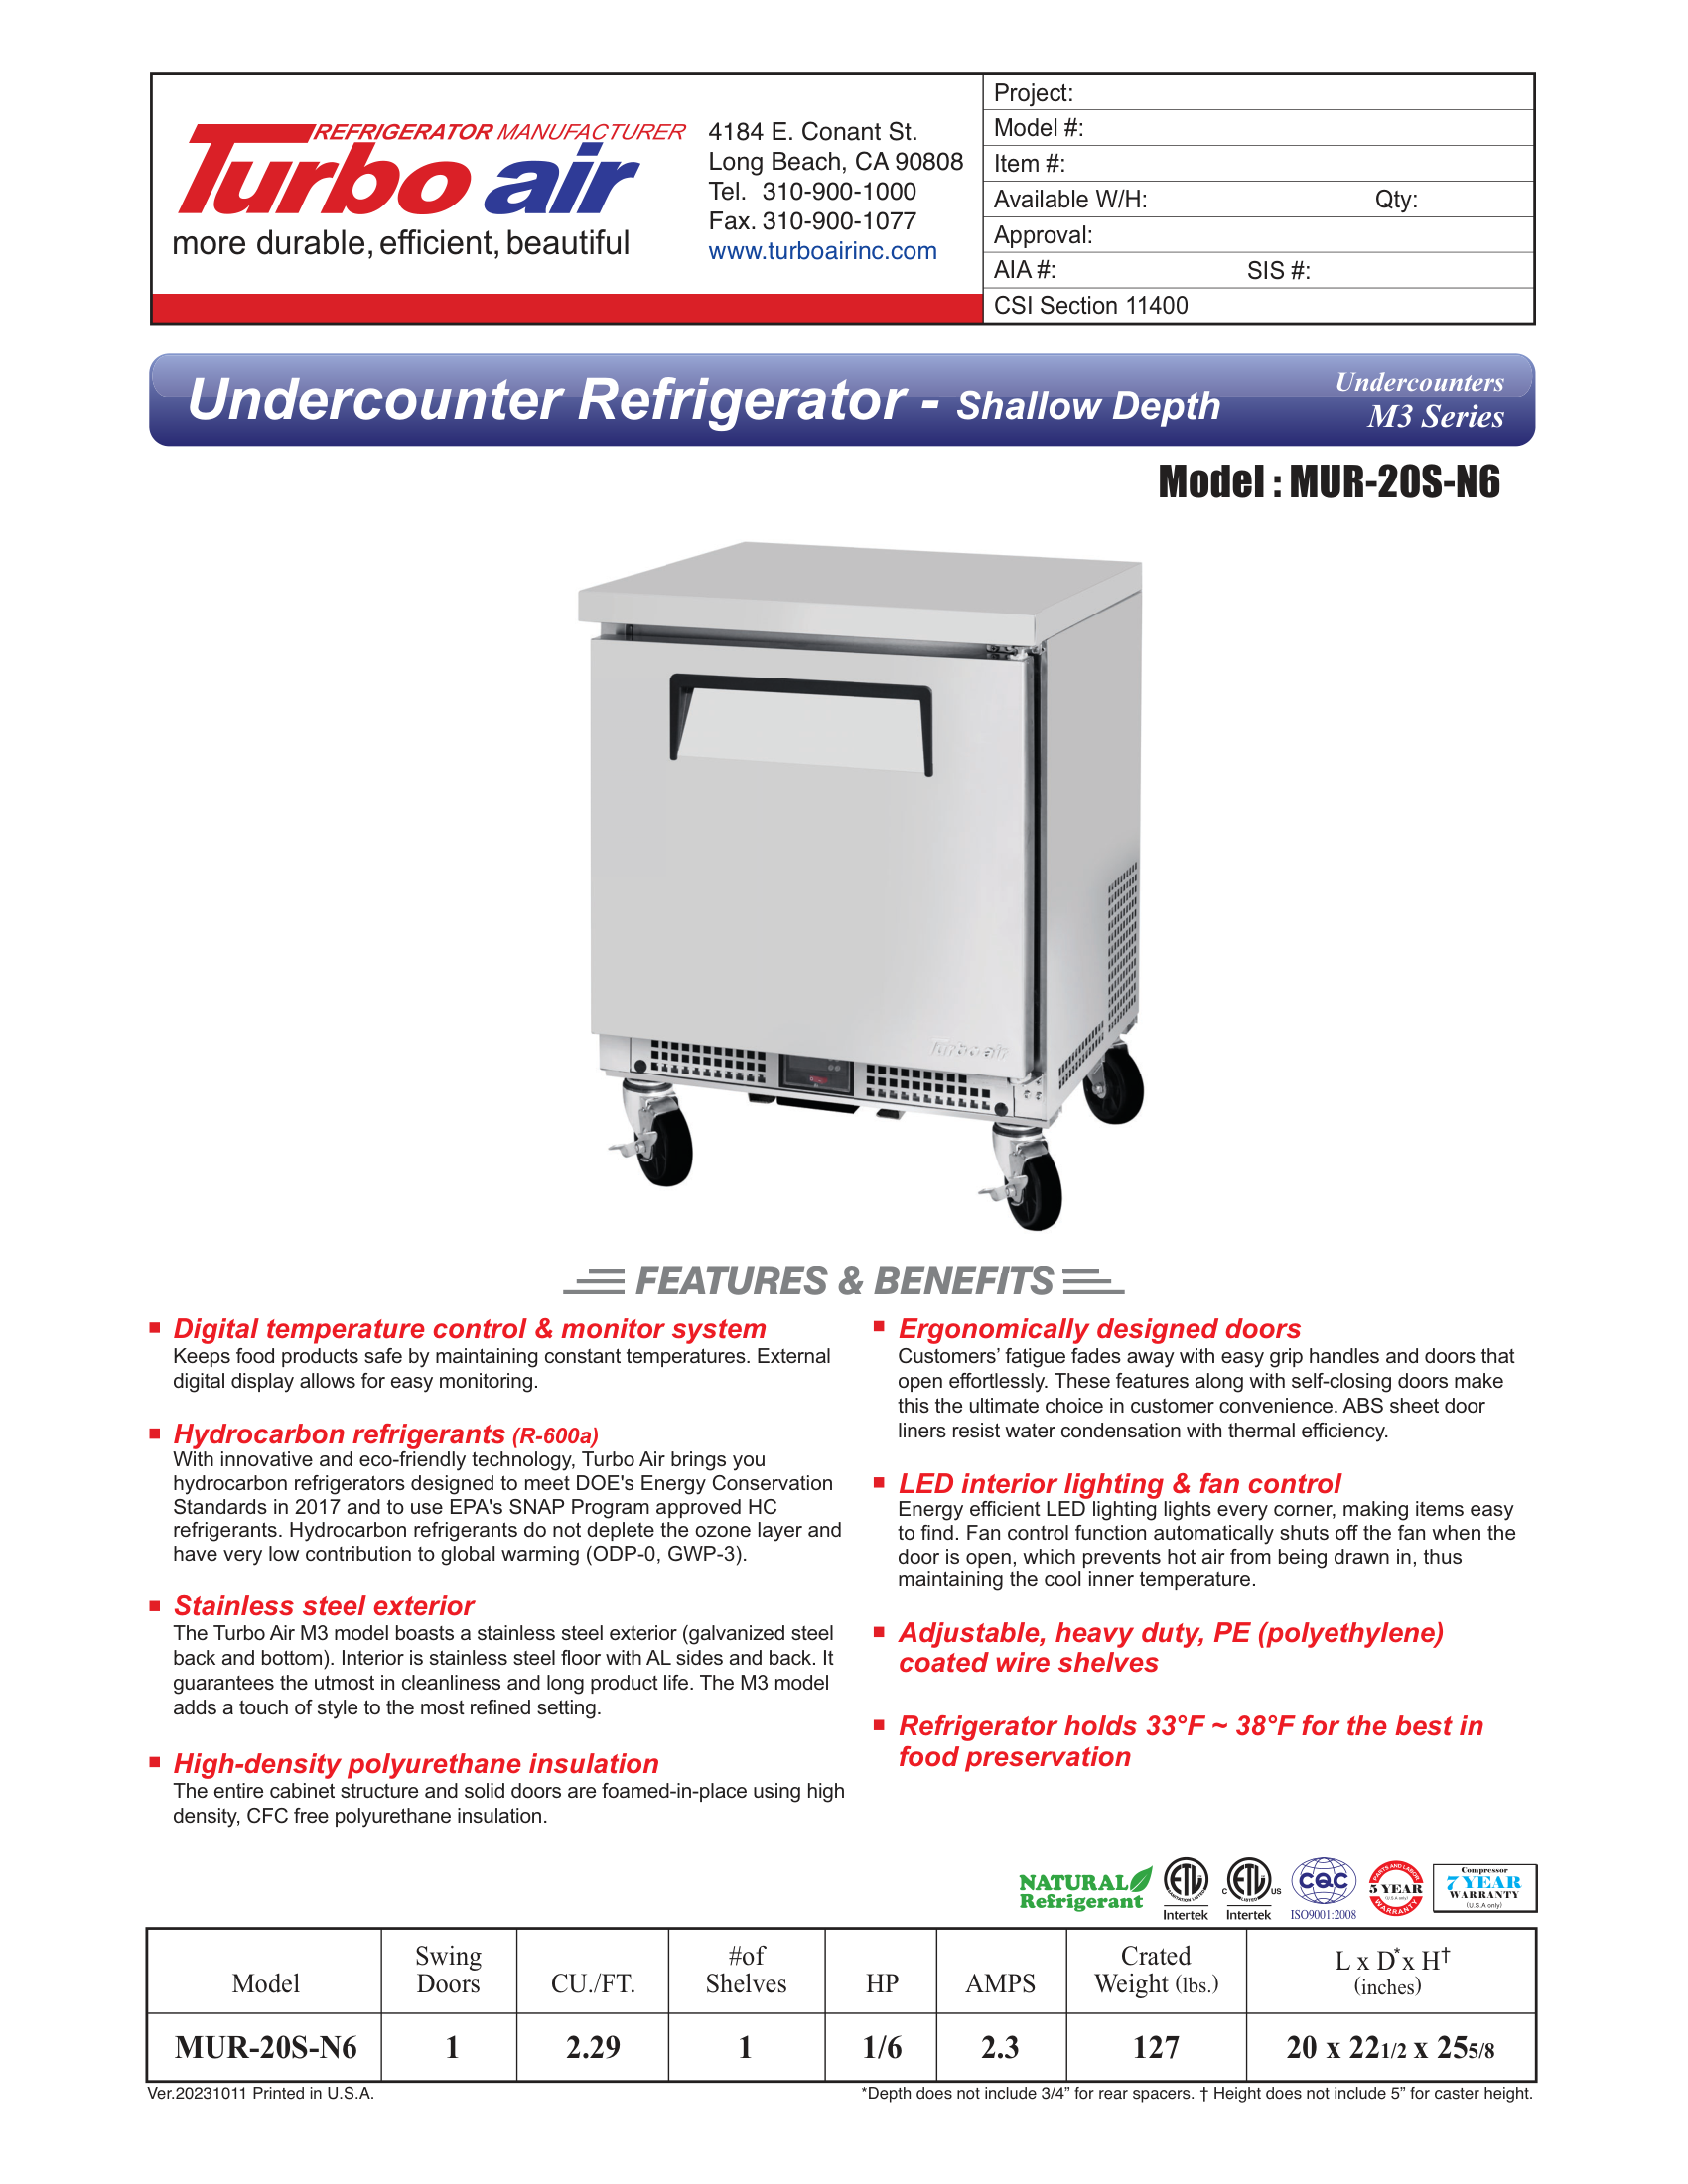 REFRIGERATOR MANUFACTURER
Turbo air
more durable, efficient, beautiful
4184 E. Conant St.
Long Beach, CA 90808
Tel. 310-900-1000
Fax. 310-900-1077
www.turboairinc.com
Project:
Model #:
Item #:
Available W/H: Qty:
Approval:
AIA #: SIS #:
CSI Section 11400
Undercounter Refrigerator - Shallow Depth
Undercounters
M3 Series
Model : MUR-20S-N6
Turbo air
FEATURES & BENEFITS
Digital temperature control & monitor system
Keeps food products safe by maintaining constant temperatures. External
digital display allows for easy monitoring.
Hydrocarbon refrigerants (R-600a)
With innovative and eco-friendly technology, Turbo Air brings you
hydrocarbon refrigerators designed to meet DOE's Energy Conservation
Standards in 2017 and to use EPA's SNAP Program approved HC
refrigerants. Hydrocarbon refrigerants do not deplete the ozone layer and
have very low contribution to global warming (ODP-0, GWP-3).
Stainless steel exterior
The Turbo Air M3 model boasts a stainless steel exterior (galvanized steel
back and bottom). Interior is stainless steel floor with AL sides and back. It
guarantees the utmost in cleanliness and long product life. The M3 model
adds a touch of style to the most refined setting.
High-density polyurethane insulation
The entire cabinet structure and solid doors are foamed-in-place using high
density, CFC free polyurethane insulation.
Ergonomically designed doors
Customers’ fatigue fades away with easy grip handles and doors that
open effortlessly. These features along with self-closing doors make
this the ultimate choice in customer convenience. ABS sheet door
liners resist water condensation with thermal efficiency.
LED interior lighting & fan control
Energy efficient LED lighting lights every corner, making items easy
to find. Fan control function automatically shuts off the fan when the
door is open, which prevents hot air from being drawn in, thus
maintaining the cool inner temperature.
Adjustable, heavy duty, PE (polyethylene)
coated wire shelves
Refrigerator holds 33°F ~ 38°F for the best in
food preservation
NATURAL
Refrigerant
ETL
SANITATION LISTED
Intertek
C ETL US
LISTED
Intertek
CQC
ISO9001:2008
PARTS AND LABOR
5 YEAR
(U.S.A only)
WARRANTY
Compressor
7 YEAR
WARRANTY
(U.S.A only)
Model
Swing
Doors
CU./FT.
#of
Shelves
HP
AMPS
Crated
Weight (lbs.)
L x D* x H†
(inches)
MUR-20S-N6 1 2.29 1 1/6 2.3 127 20 x 22 1/2 x 25 5/8
Ver.20231011 Printed in U.S.A.
*Depth does not include 3/4” for rear spacers. † Height does not include 5” for caster height.